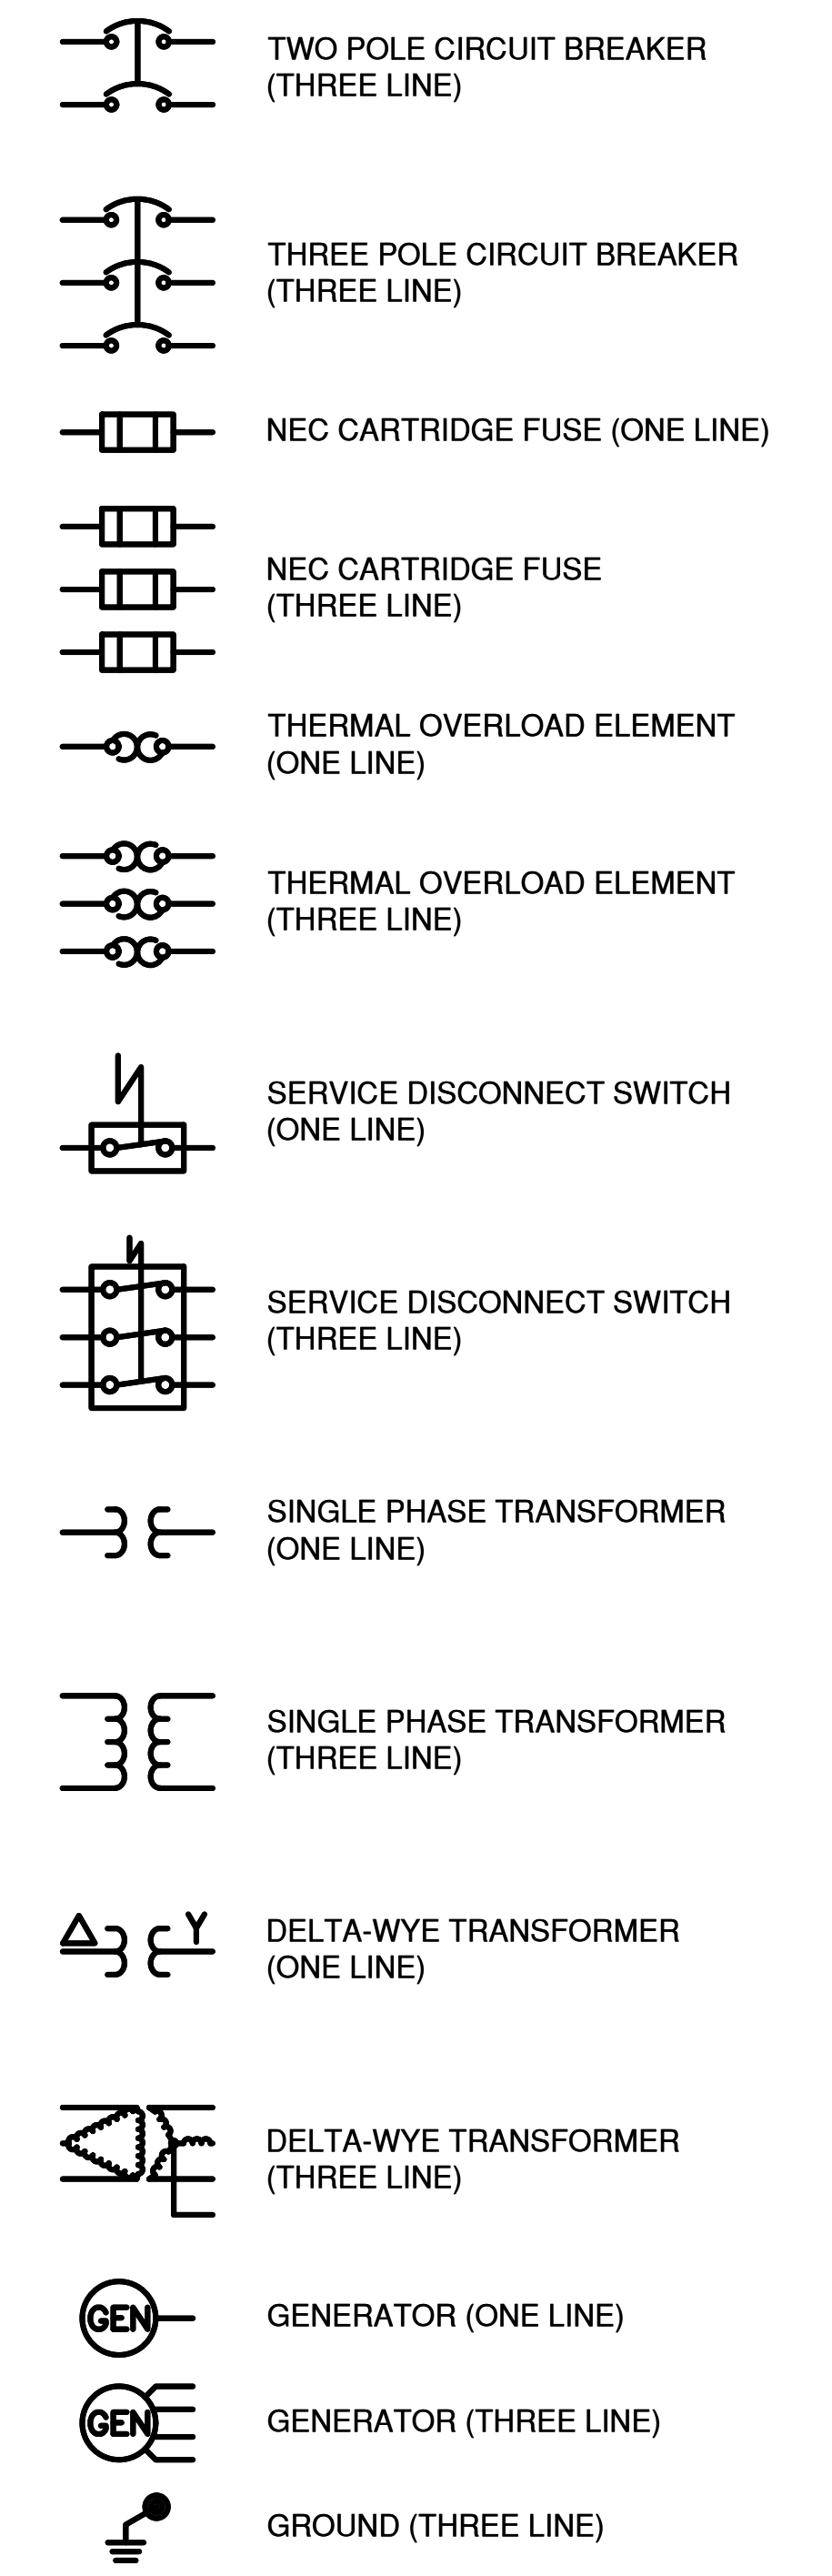 TWO POLE CIRCUIT BREAKER
(THREE LINE)
THREE POLE CIRCUIT BREAKER
(THREE LINE)
NEC CARTRIDGE FUSE (ONE LINE)
NEC CARTRIDGE FUSE
(THREE LINE)
THERMAL OVERLOAD ELEMENT
(ONE LINE)
THERMAL OVERLOAD ELEMENT
(THREE LINE)
SERVICE DISCONNECT SWITCH
(ONE LINE)
SERVICE DISCONNECT SWITCH
(THREE LINE)
SINGLE PHASE TRANSFORMER
(ONE LINE)
SINGLE PHASE TRANSFORMER
(THREE LINE)
Y
DELTA-WYE TRANSFORMER
(ONE LINE)
DELTA-WYE TRANSFORMER
(THREE LINE)
GEN
GENERATOR (ONE LINE)
GEN
GENERATOR (THREE LINE)
GROUND (THREE LINE)